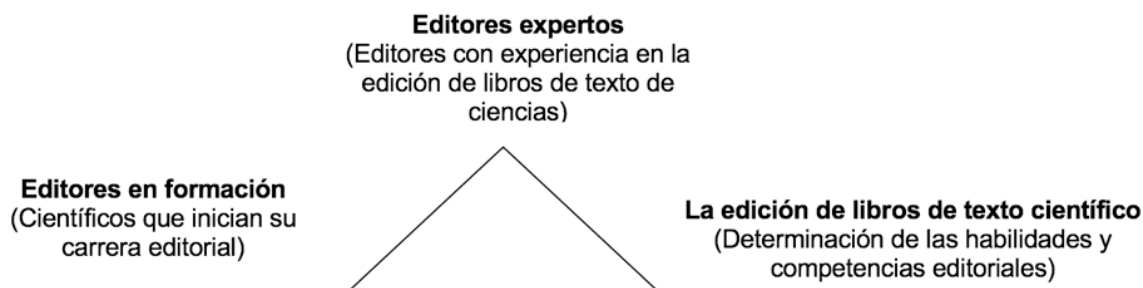 Editores expertos
(Editores con experiencia en la
edición de libros de texto de
ciencias)
Editores en formación
(Científicos que inician su
carrera editorial)
La edición de libros de texto científico
(Determinación de las habilidades y
competencias editoriales)